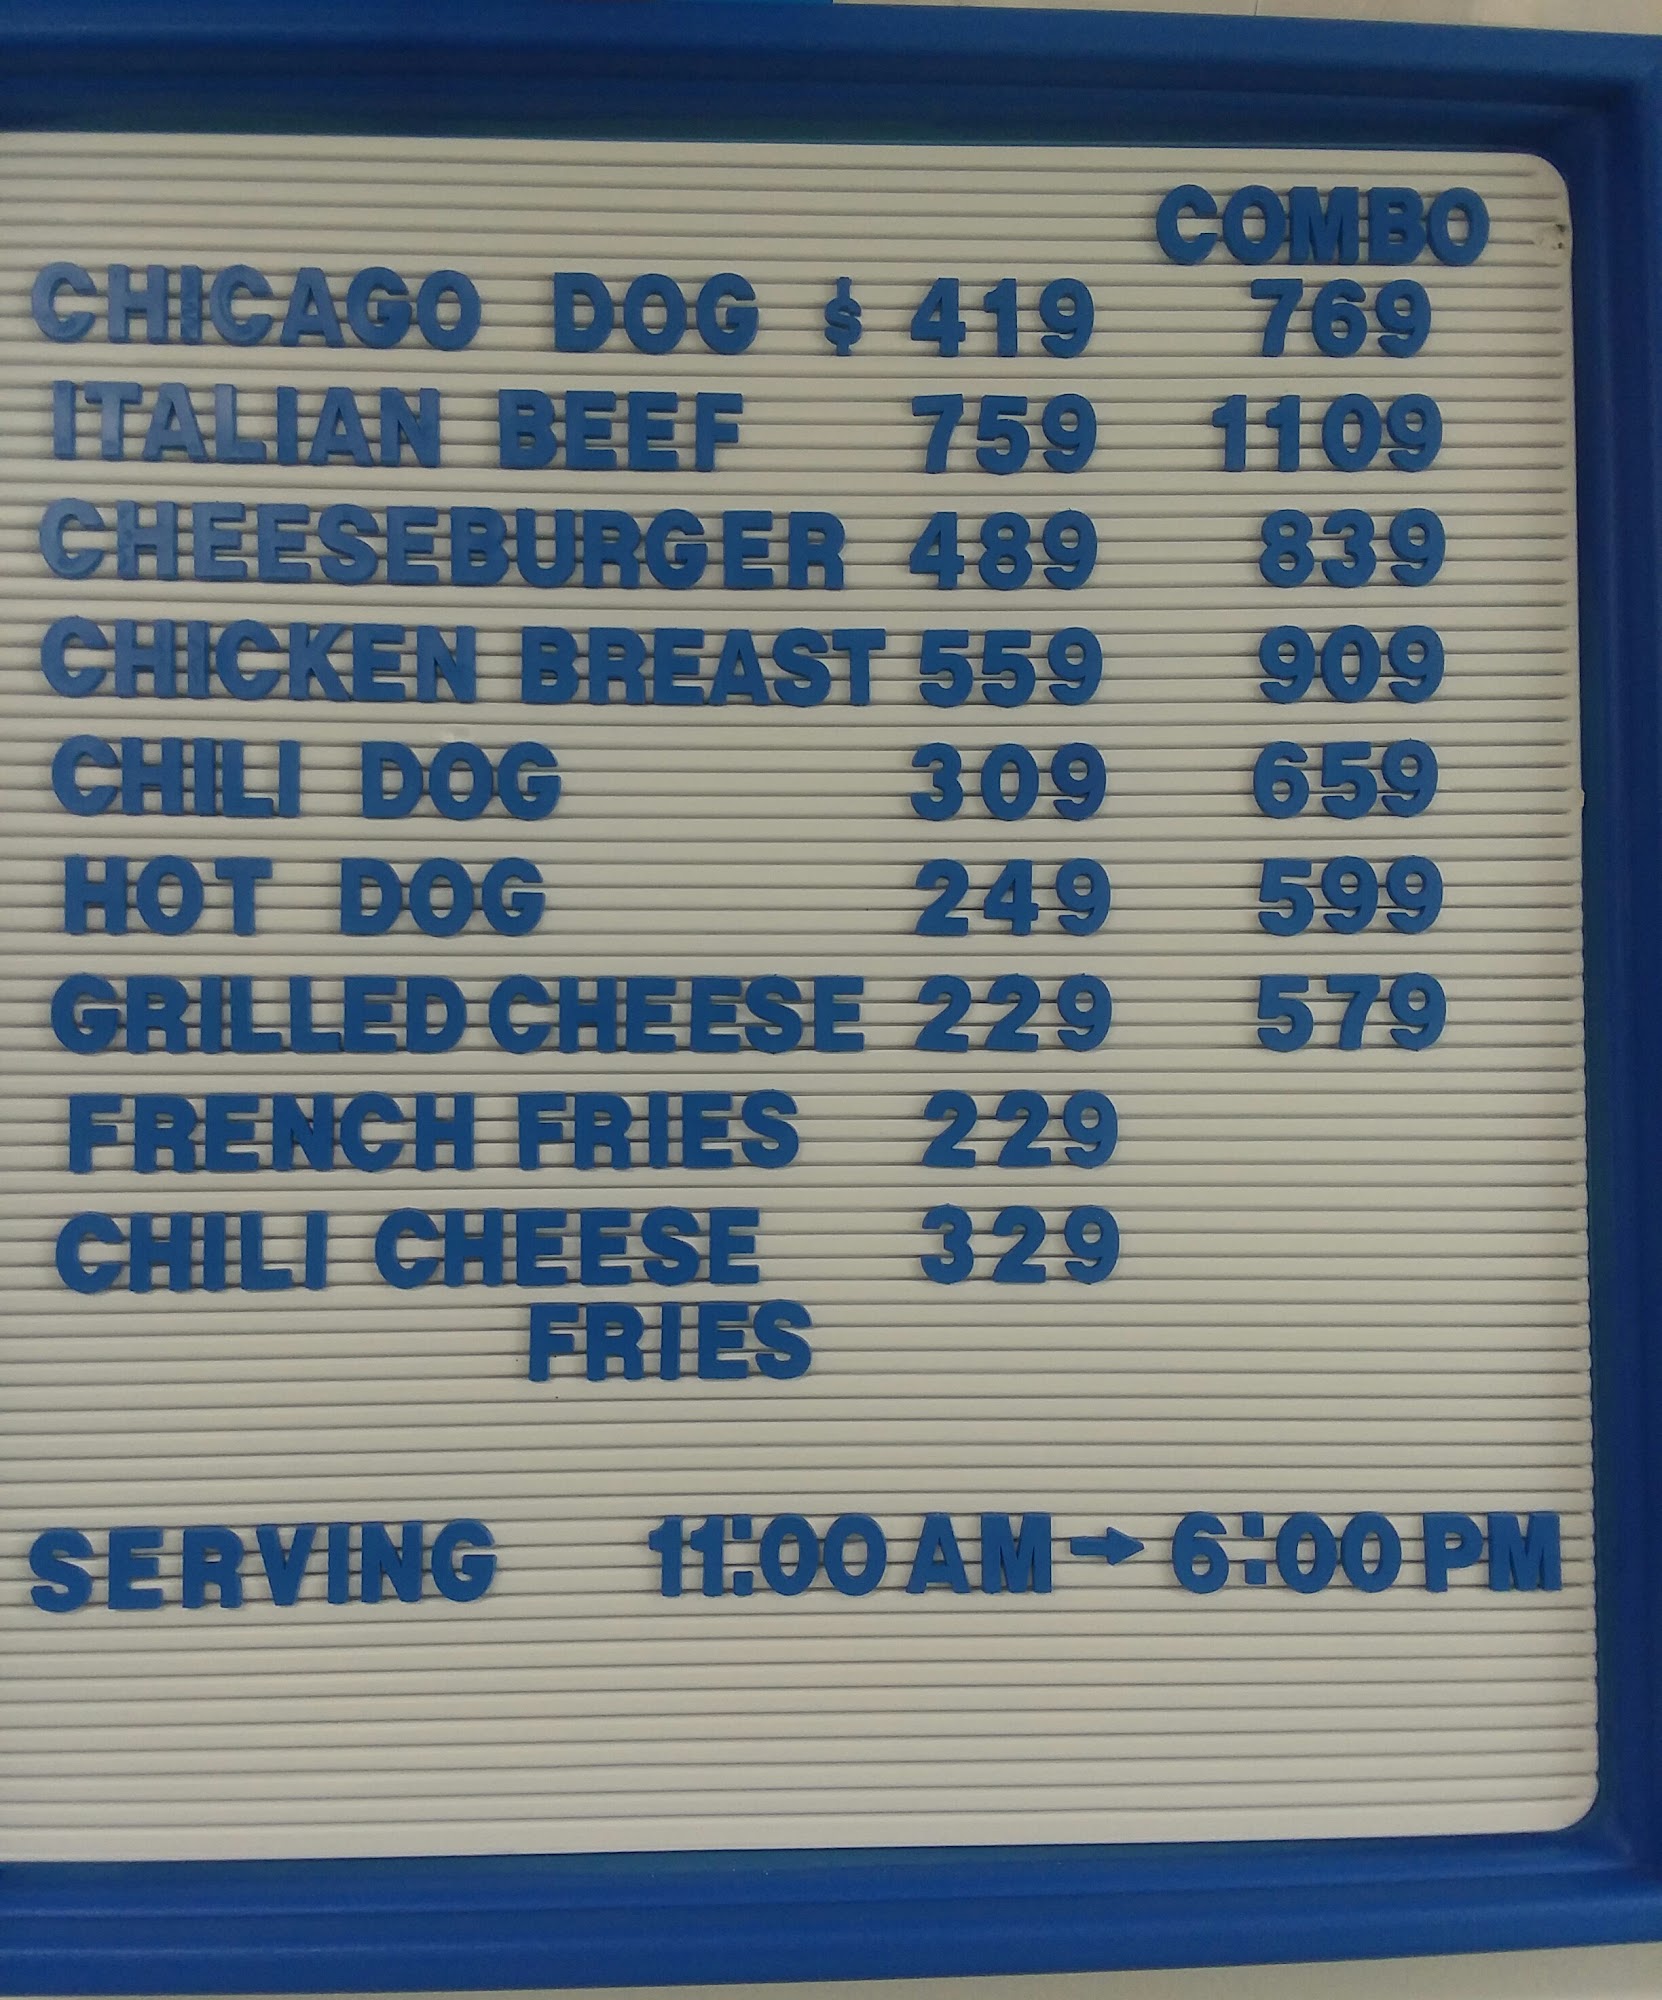 COMBO
CHICAGO DOG $ 419 769
ITALIAN BEEF 759 1109
CHEESEBURGER 489 839
CHICKEN BREAST 559 909
CHILI DOG 309 659
HOT DOG 249 599
GRILLED CHEESE 229 579
FRENCH FRIES 229
CHILI CHEESE 329
FRIES
SERVING 11:00 AM → 6:00 PM